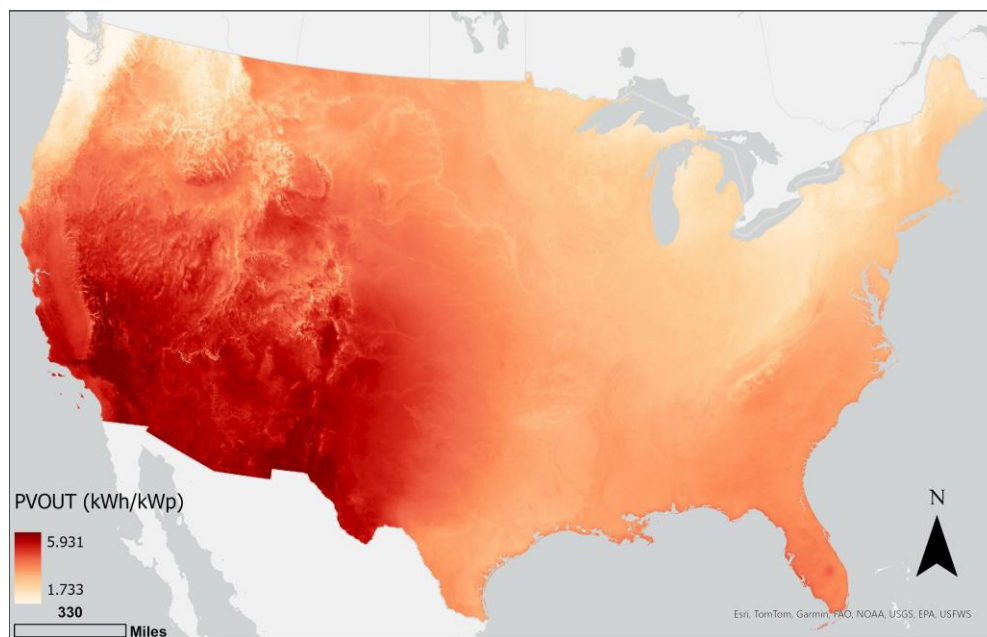 N
PVOUT (kWh/kWp)
5.931
1.733
330
Miles
Esri, TomTom, Garmin, FAO, NOAA, USGS, EPA, USFWS